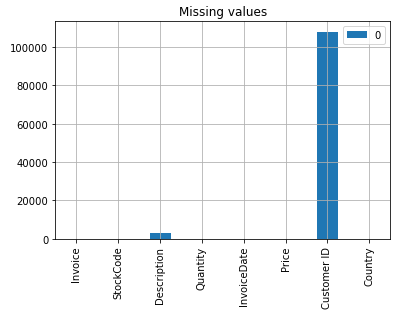 Missing values
0
100000
80000
60000
40000
20000
0
Invoice
StockCode
Description
Quantity
InvoiceDate
Price
Customer ID
Country